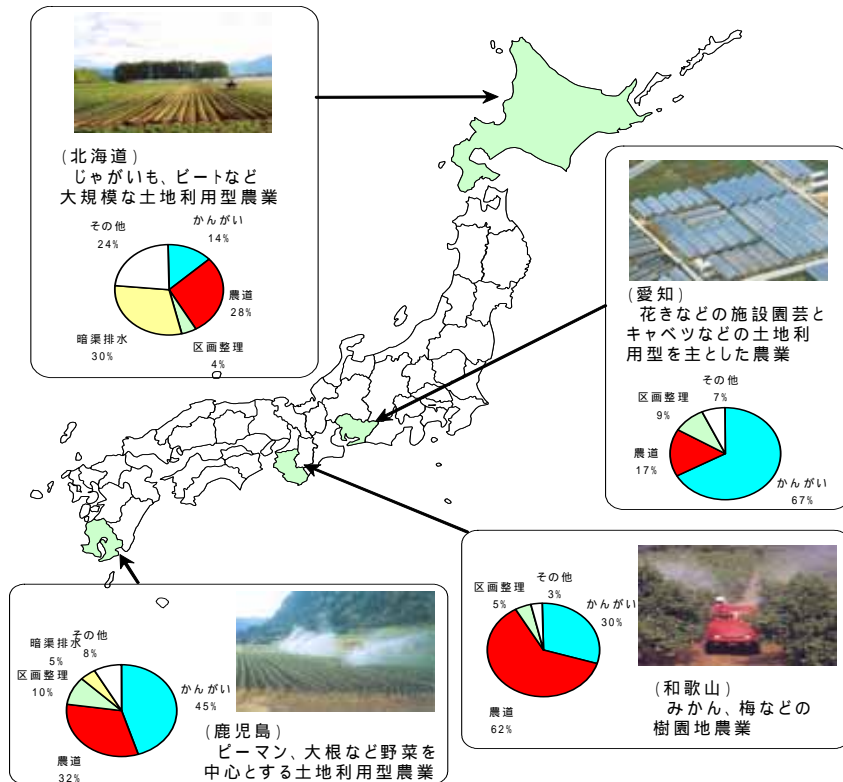 (北海道)
じゃがいも、ビートなど
大規模な土地利用型農業
その他
24%
かんがい
14%
農道
28%
区画整理
4%
暗渠排水
30%
(愛知)
花きなどの施設園芸と
キャベツなどの土地利
用型を主とした農業
その他
7%
区画整理
9%
農道
17%
かんがい
67%
区画整理
5%
その他
3%
かんがい
30%
農道
62%
(和歌山)
みかん、梅などの
樹園地農業
その他
8%
暗渠排水
5%
区画整理
10%
かんがい
45%
農道
32%
(鹿児島)
ピーマン、大根など野菜を
中心とする土地利用型農業